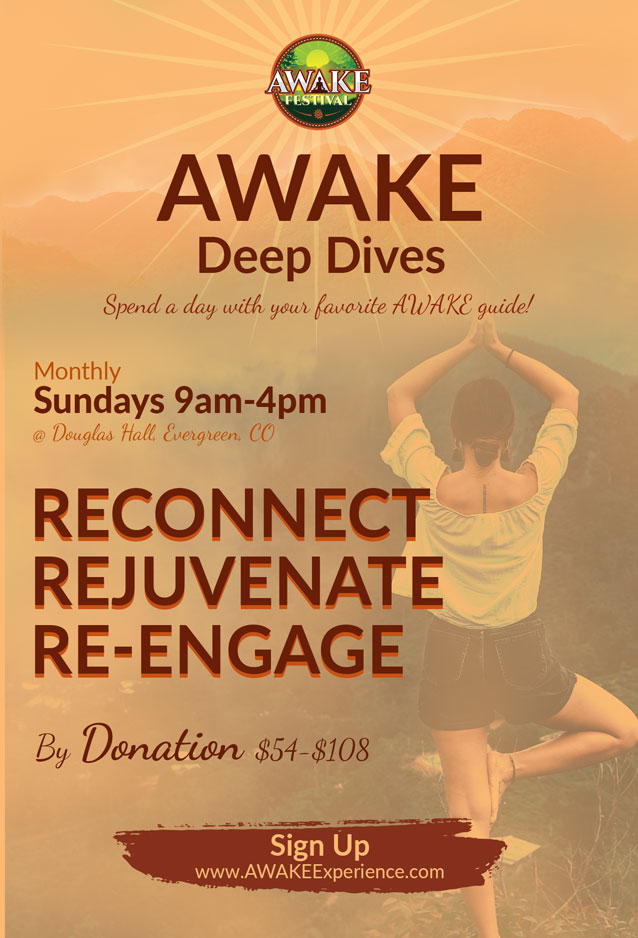 AWAKE
FESTIVAL
AWAKE
Deep Dives
Spend a day with your favorite AWAKE guide!
Monthly
Sundays 9am-4pm
@ Douglas Hall, Evergreen, CO
RECONNECT
REJUVENATE
RE-ENGAGE
By Donation $54-$108
Sign Up
www.AWAKEExperience.com